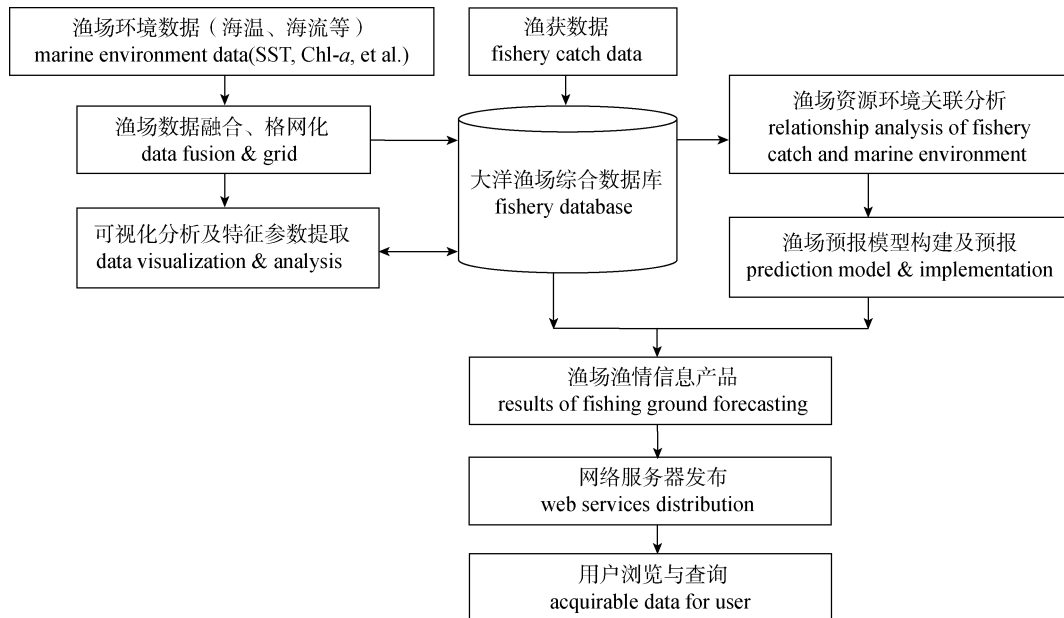 渔场环境数据（海温、海流等）
marine environment data(SST, Chl-a, et al.)
渔获数据
fishery catch data
渔场数据融合、格网化
data fusion & grid
大洋渔场综合数据库
fishery database
渔场资源环境关联分析
relationship analysis of fishery
catch and marine environment
可视化分析及特征参数提取
data visualization & analysis
渔场预报模型构建及预报
prediction model & implementation
渔场渔情信息产品
results of fishing ground forecasting
网络服务器发布
web services distribution
用户浏览与查询
acquirable data for user